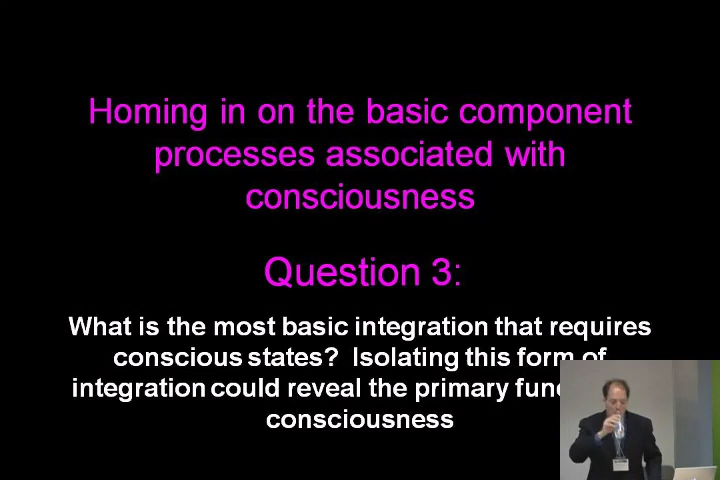 Homing in on the basic component
processes associated with
consciousness
Question 3:
What is the most basic integration that requires
conscious states?  Isolating this form of
integration could reveal the primary fun
consciousness